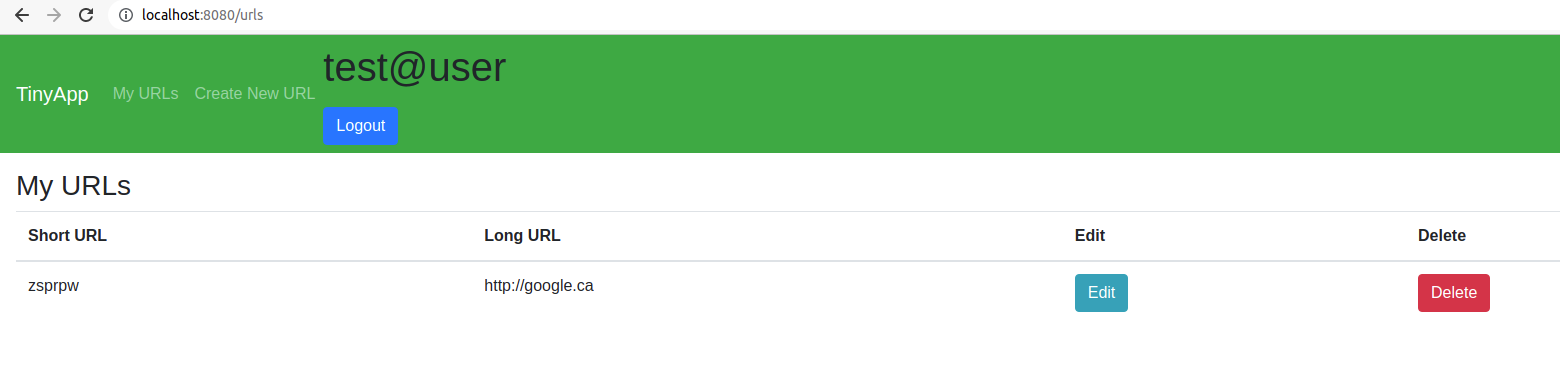 localhost:8080/urls
test@user
TinyApp My URLs Create New URL
Logout
My URLs
Short URL Long URL Edit Delete
zsprpw http://google.ca Edit Delete